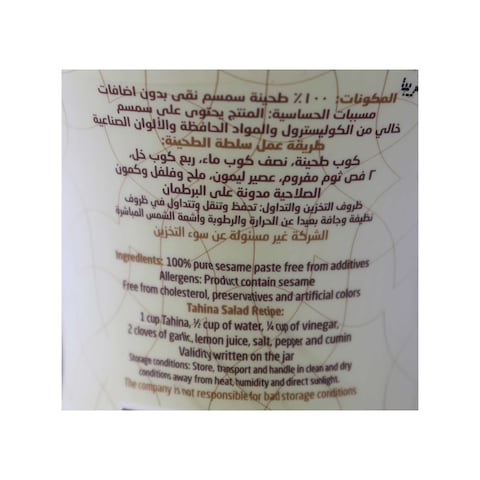 المكونات: ١٠٠٪ طحينة سمسم نقى بدون اضافات
مسببات الحساسية: المنتج يحتوى على سمسم
خالي من الكوليسترول والمواد الحافظة والألوان الصناعية
طريقة عمل سلطة الطحينة:
كوب طحينة، نصف كوب ماء، ربع كوب خل،
٢ فص ثوم مفروم، عصير ليمون، ملح وفلفل وكمون
الصلاحية مدونة على البرطمان
ظروف التخزين والتداول: تحفظ وتنقل وتتداول في ظروف
نظيفة وجافة بعيدا عن الحرارة والرطوبة وأشعة الشمس المباشرة
الشركة غير مسئولة عن سوء التخزين
Ingredients: 100% pure sesame paste free from additives
Allergens: Product contain sesame
Free from cholesterol, preservatives and artificial colors
Tahina Salad Recipe:
1 cup Tahina, ½ cup of water, ¼ cup of vinegar,
2 cloves of garlic, lemon juice, salt, pepper and cumin
Validity written on the jar
Storage conditions: Store, transport and handle in clean and dry
conditions away from heat, humidity and direct sunlight.
The company is not responsible for bad storage conditions